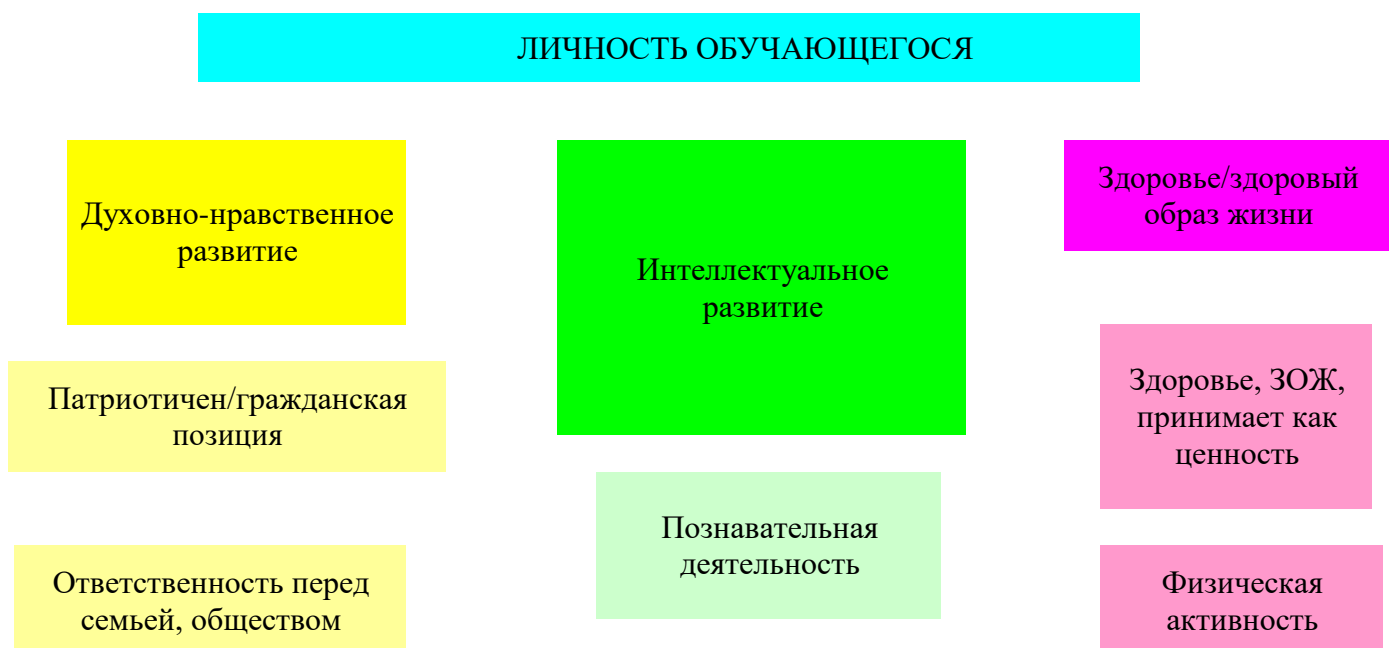 ЛИЧНОСТЬ ОБУЧАЮЩЕГОСЯ
Духовно-нравственное
развитие
Патриотичен/гражданская
позиция
Ответственность перед
семьей, обществом
Интеллектуальное
развитие
Познавательная
деятельность
Здоровье/здоровый
образ жизни
Здоровье, ЗОЖ,
принимает как
ценность
Физическая
активность